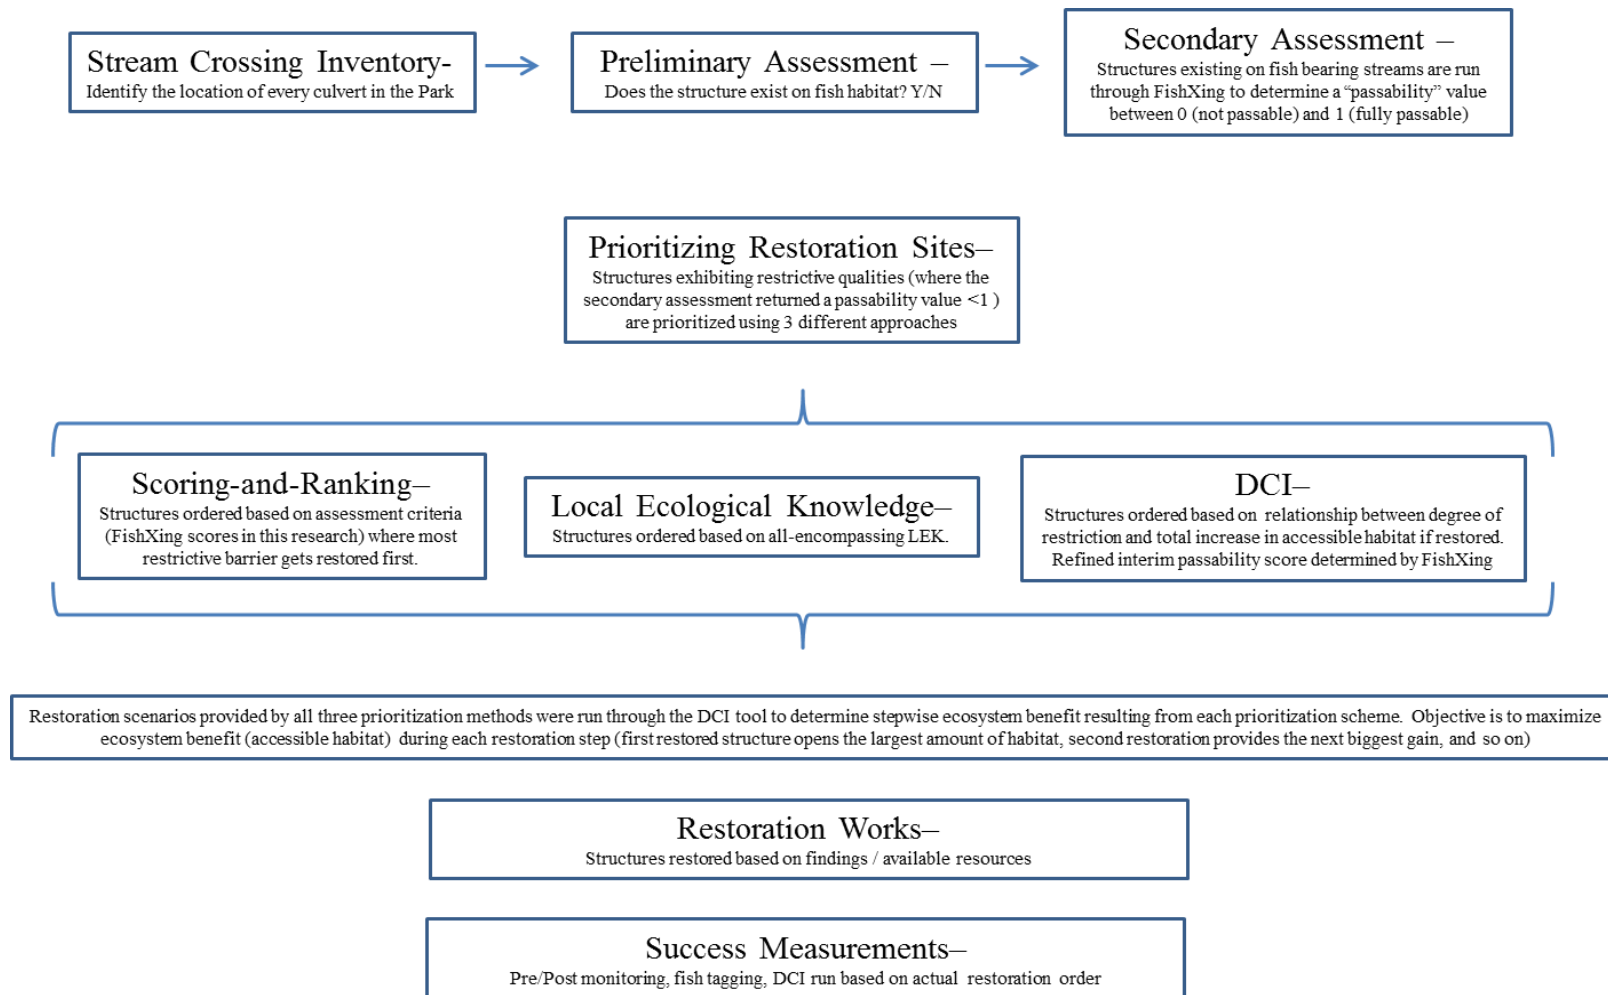 Stream Crossing Inventory-
Identify the location of every culvert in the Park
Preliminary Assessment –
Does the structure exist on fish habitat? Y/N
Secondary Assessment –
Structures existing on fish bearing streams are run
through FishXing to determine a “passability” value
between 0 (not passable) and 1 (fully passable)
Prioritizing Restoration Sites–
Structures exhibiting restrictive qualities (where the
secondary assessment returned a passability value <1 )
are prioritized using 3 different approaches
Scoring-and-Ranking–
Structures ordered based on assessment criteria
(FishXing scores in this research) where most
restrictive barrier gets restored first.
Local Ecological Knowledge–
Structures ordered based on all-encompassing LEK.
DCI–
Structures ordered based on relationship between degree of
restriction and total increase in accessible habitat if restored.
Refined interim passability score determined by FishXing
Restoration scenarios provided by all three prioritization methods were run through the DCI tool to determine stepwise ecosystem benefit resulting from each prioritization scheme. Objective is to maximize
ecosystem benefit (accessible habitat) during each restoration step (first restored structure opens the largest amount of habitat, second restoration provides the next biggest gain, and so on)
Restoration Works–
Structures restored based on findings / available resources
Success Measurements–
Pre/Post monitoring, fish tagging, DCI run based on actual restoration order